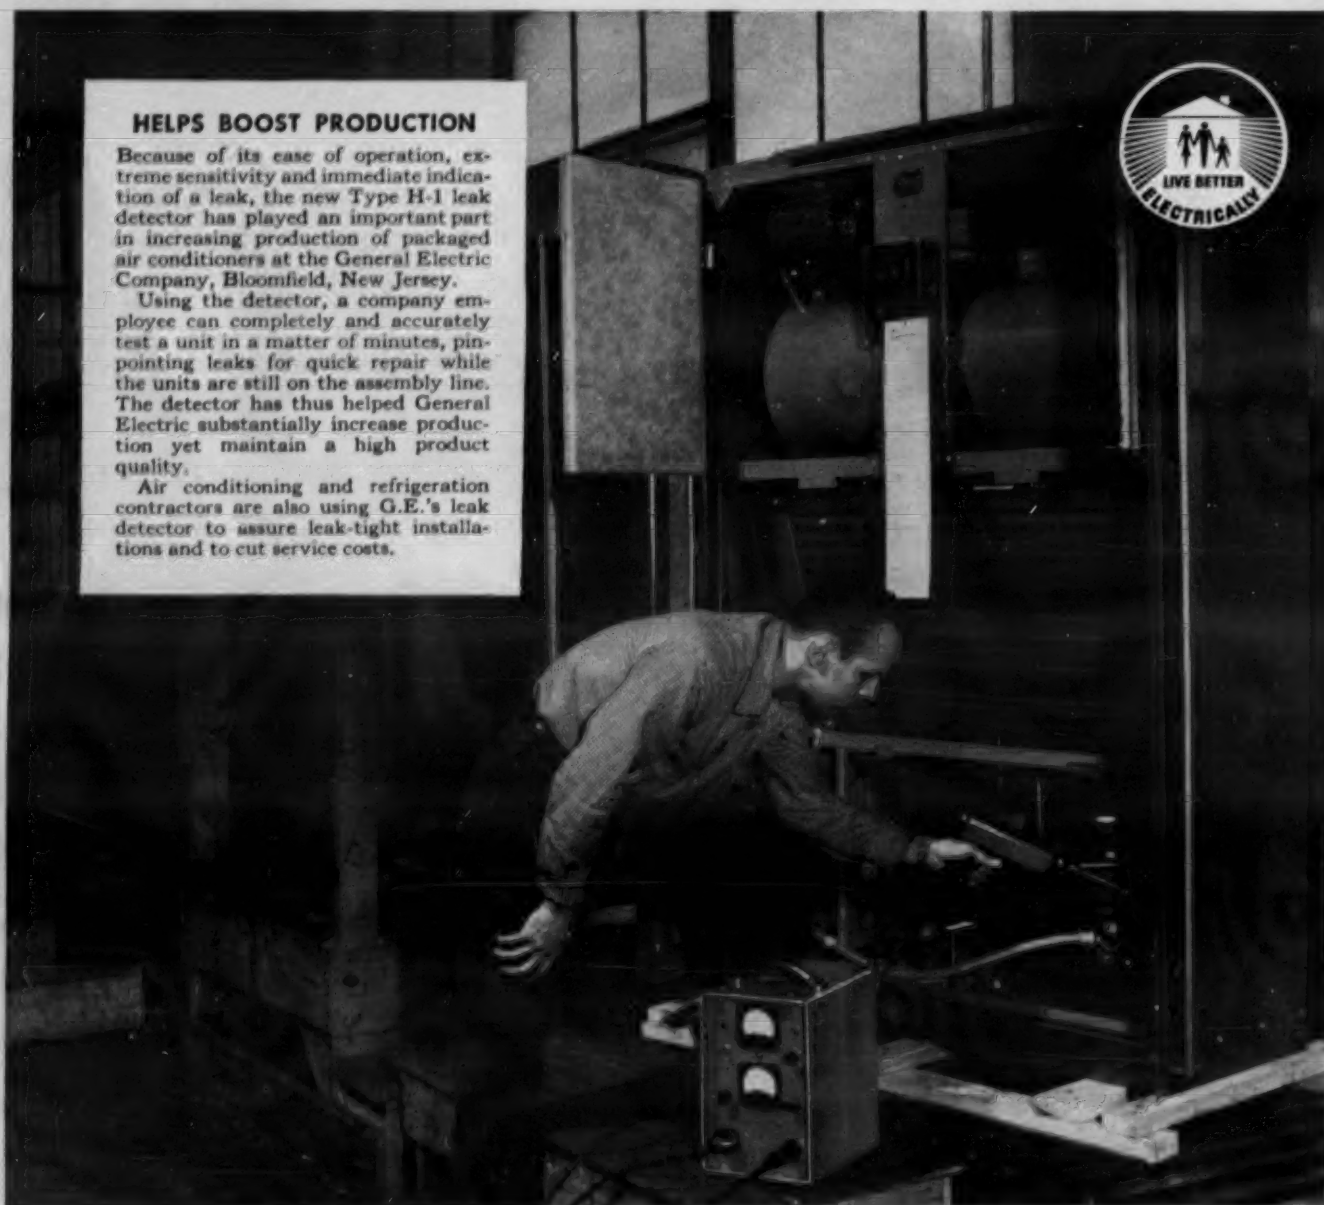 HELPS BOOST PRODUCTION
Because of its ease of operation, ex-
treme sensitivity and immediate indica-
tion of a leak, the new Type H-1 leak
detector has played an important part
in increasing production of packaged
air conditioners at the General Electric
Company, Bloomfield, New Jersey.
Using the detector, a company em-
ployee can completely and accurately
test a unit in a matter of minutes, pin-
pointing leaks for quick repair while
the units are still on the assembly line.
The detector has thus helped General
Electric substantially increase produc-
tion yet maintain a high product
quality.
Air conditioning and refrigeration
contractors are also using G.E.'s leak
detector to assure leak-tight installa-
tions and to cut service costs.
LIVE BETTER
ELECTRICALLY